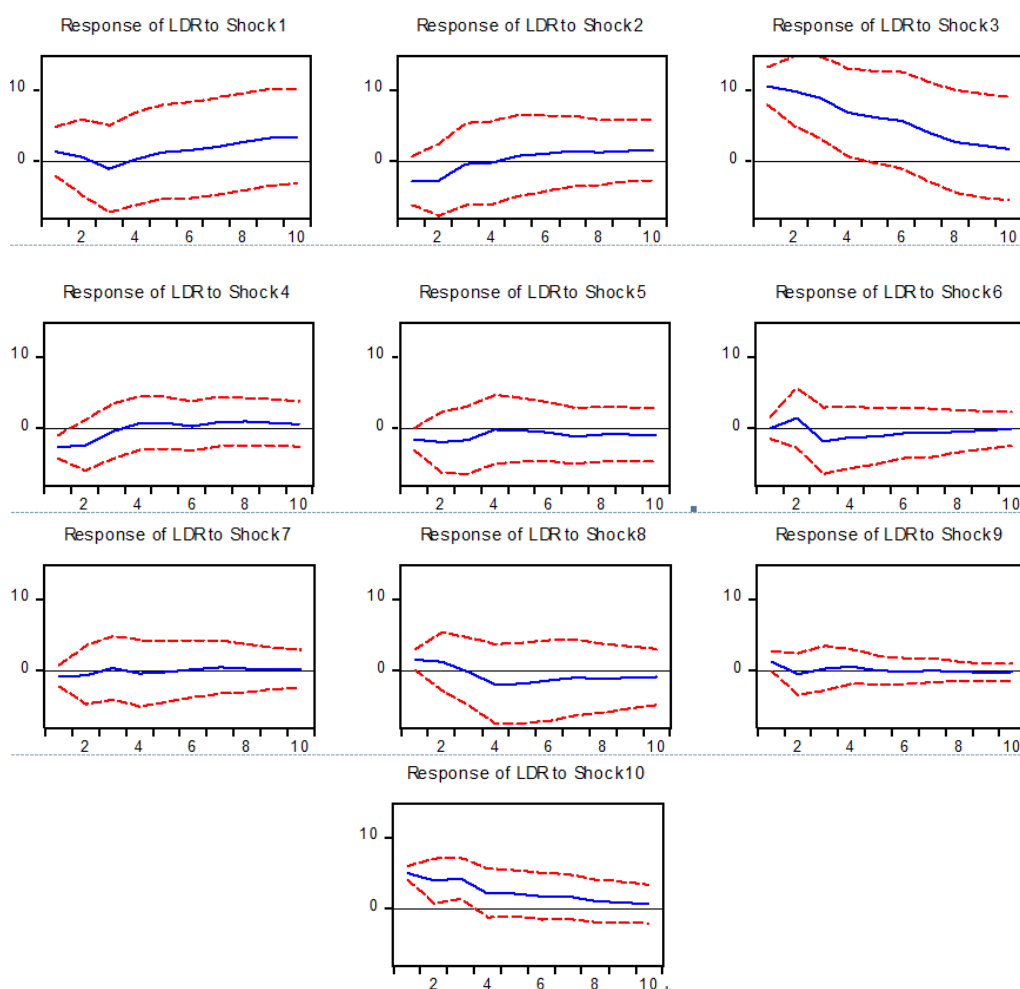 Response of LDR to Shock1
10
0
2 4 6 8 10
Response of LDR to Shock2
10
0
2 4 6 8 10
Response of LDR to Shock3
10
0
2 4 6 8 10
Response of LDR to Shock4
10
0
2 4 6 8 10
Response of LDR to Shock5
10
0
2 4 6 8 10
Response of LDR to Shock6
10
0
2 4 6 8 10
Response of LDR to Shock7
10
0
2 4 6 8 10
Response of LDR to Shock8
10
0
2 4 6 8 10
Response of LDR to Shock9
10
0
2 4 6 8 10
Response of LDR to Shock10
10
0
2 4 6 8 10